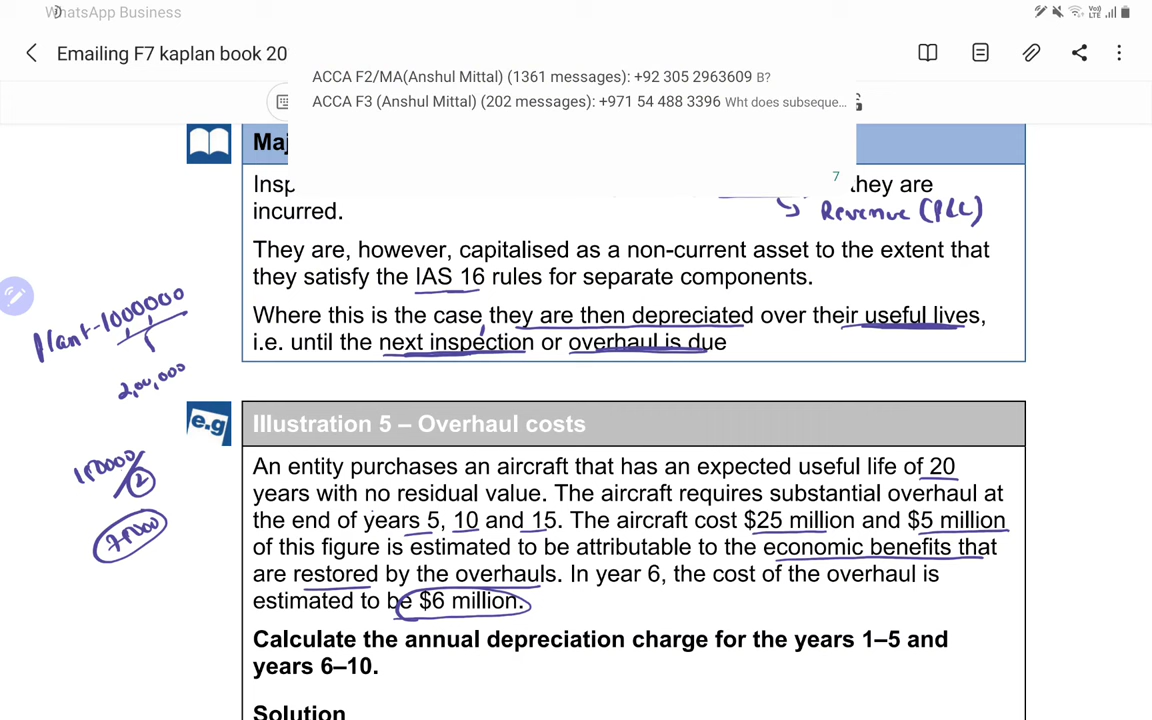 WhatsApp Business
Emailing F7 kaplan book 20
ACCA F2/MA(Anshul Mittal) (1361 messages): +92 305 2963609 B?
ACCA F3 (Anshul Mittal) (202 messages): +971 54 488 3396 Wht does subseque...
7
they are
incurred.
Revenue (P&L)
They are, however, capitalised as a non-current asset to the extent that
they satisfy the IAS 16 rules for separate components.
Where this is the case they are then depreciated over their useful lives,
i.e. until the next inspection or overhaul is due
Plant-1000000
2,00,000
e.g
Illustration 5 – Overhaul costs
150000/2
75000
An entity purchases an aircraft that has an expected useful life of 20
years with no residual value. The aircraft requires substantial overhaul at
the end of years 5, 10 and 15. The aircraft cost $25 million and $5 million
of this figure is estimated to be attributable to the economic benefits that
are restored by the overhauls. In year 6, the cost of the overhaul is
estimated to be $6 million.
Calculate the annual depreciation charge for the years 1–5 and
years 6–10.
Solution